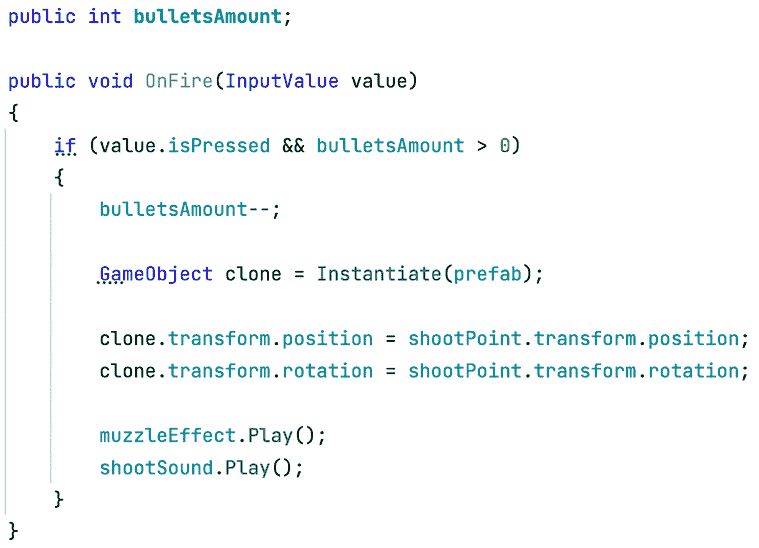 public int bulletsAmount;
public void OnFire(InputValue value)
{
if (value.isPressed && bulletsAmount > 0)
{
bulletsAmount--;
GameObject clone = Instantiate(prefab);
clone.transform.position = shootPoint.transform.position;
clone.transform.rotation = shootPoint.transform.rotation;
muzzleEffect.Play();
shootSound.Play();
}
}